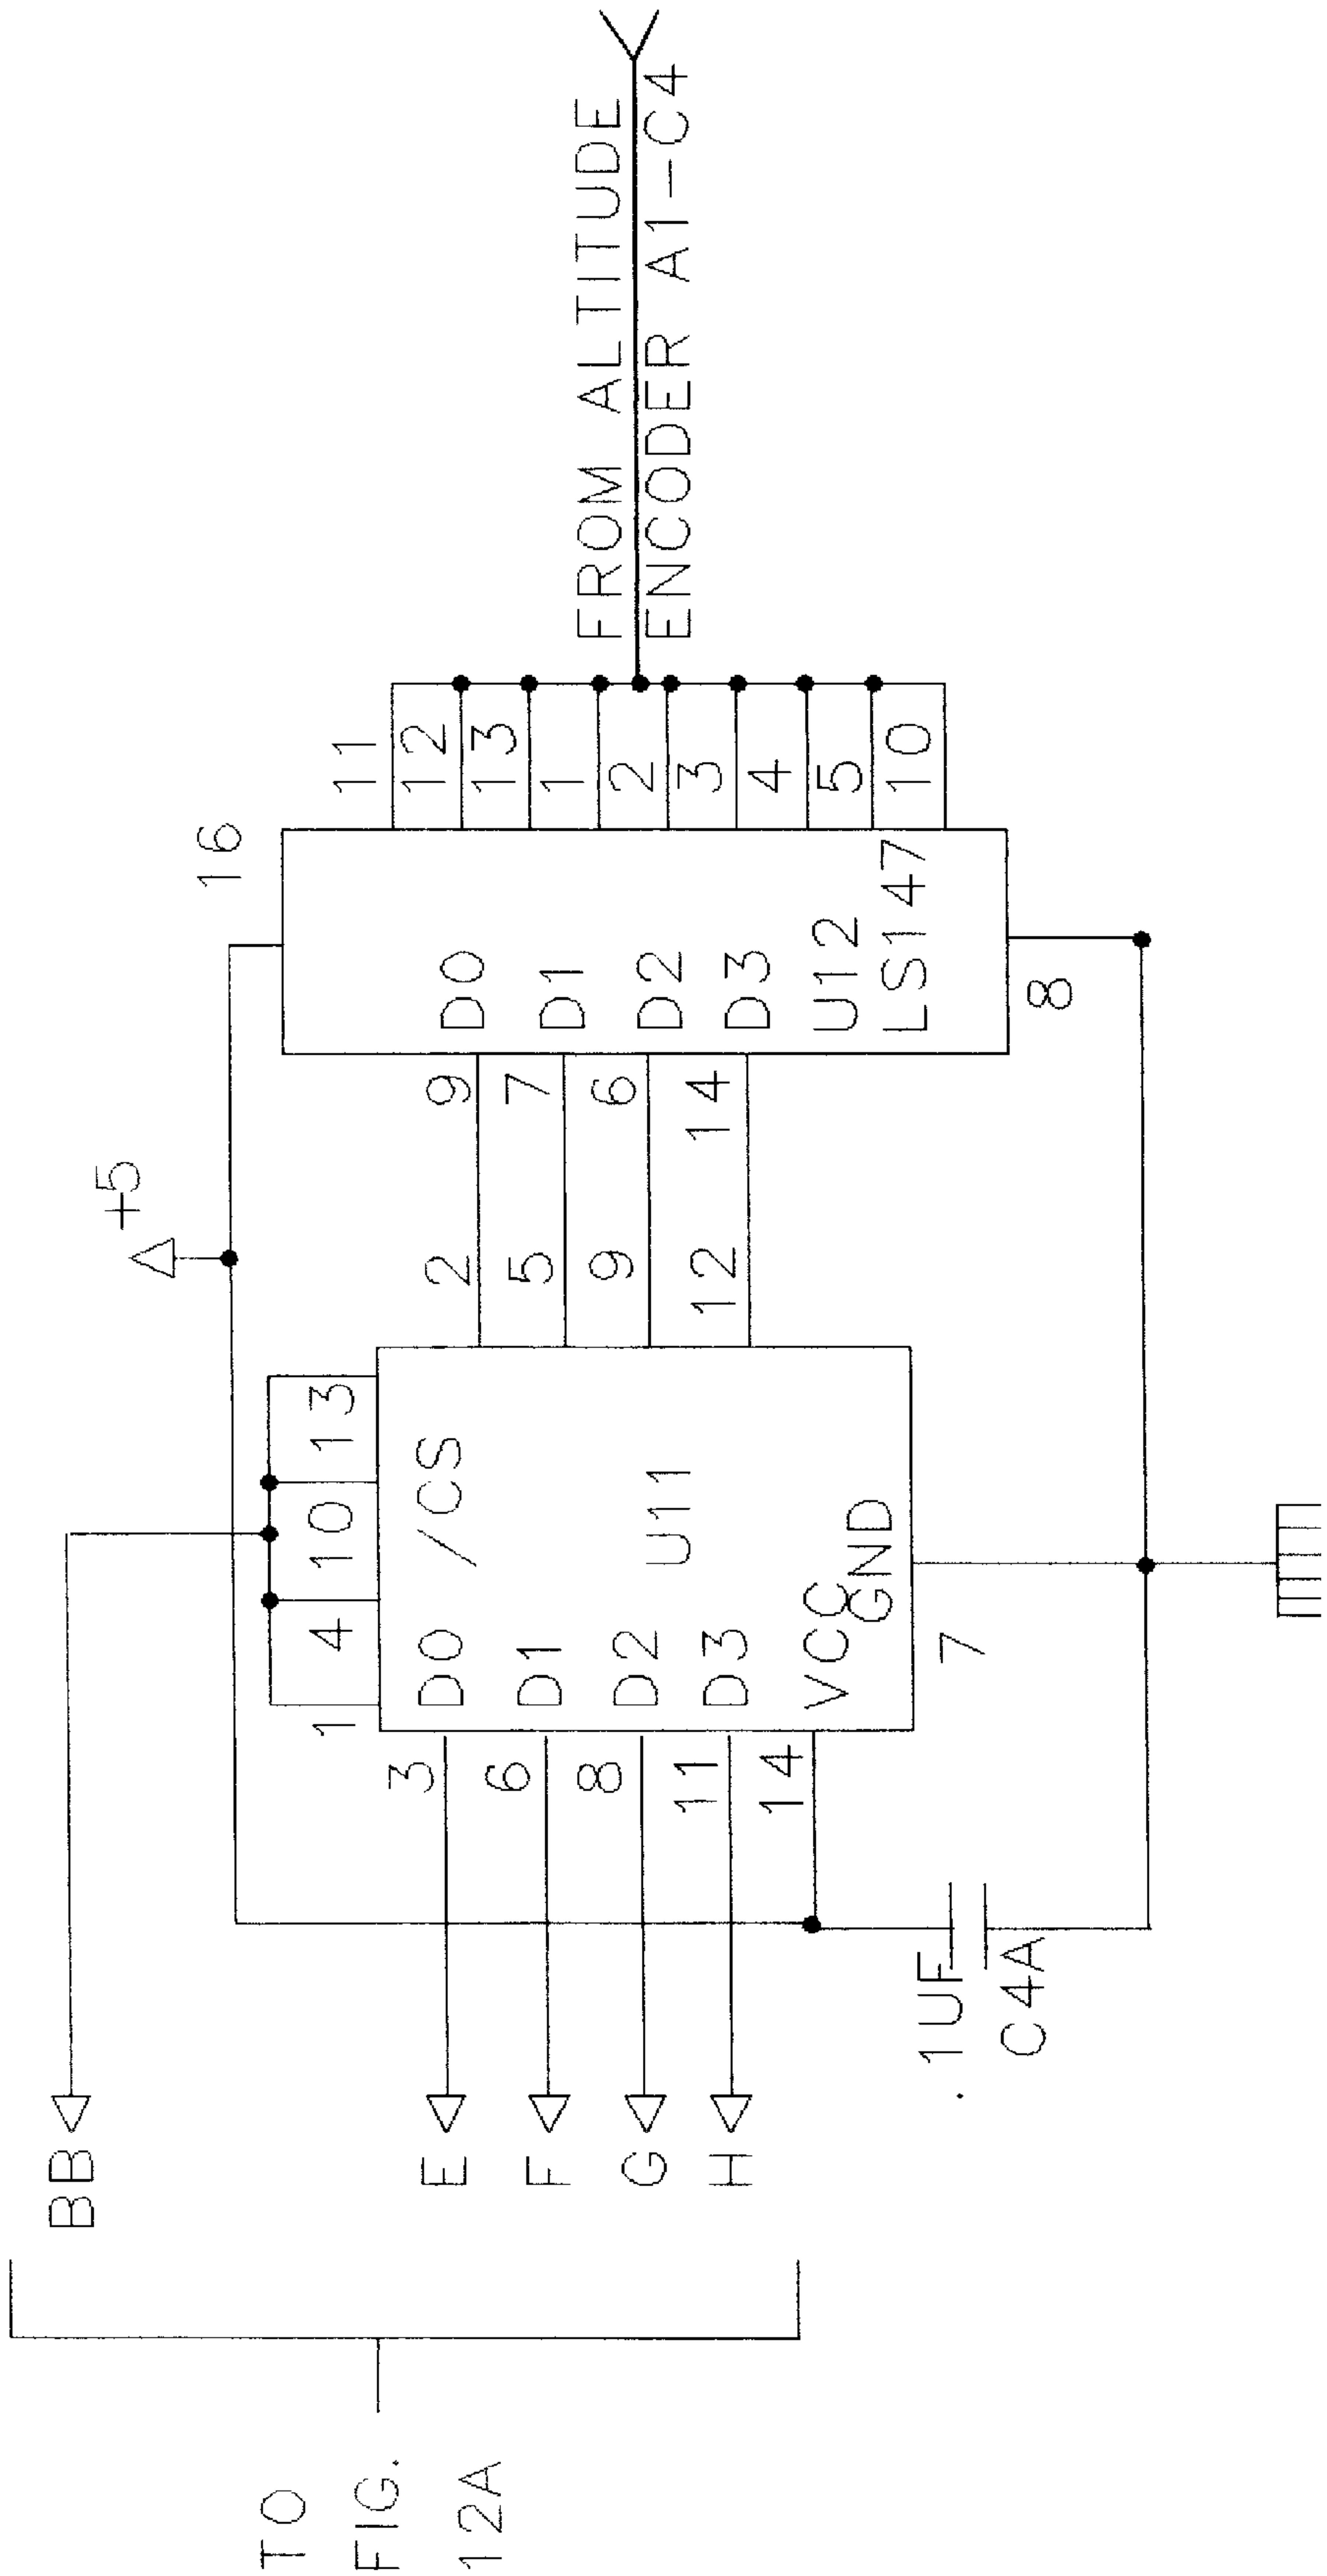 TO
FIG.
12A
BB
E
F
G
H
+5
1
4
10
13
3
6
8
11
14
D0
D1
D2
D3
VCC
/CS
U11
GND
7
2
5
9
12
9
7
6
14
D0
D1
D2
D3
U12
LS147
16
8
11
12
13
1
2
3
4
5
10
FROM ALTITUDE
ENCODER A1-C4
.1UF
C4A